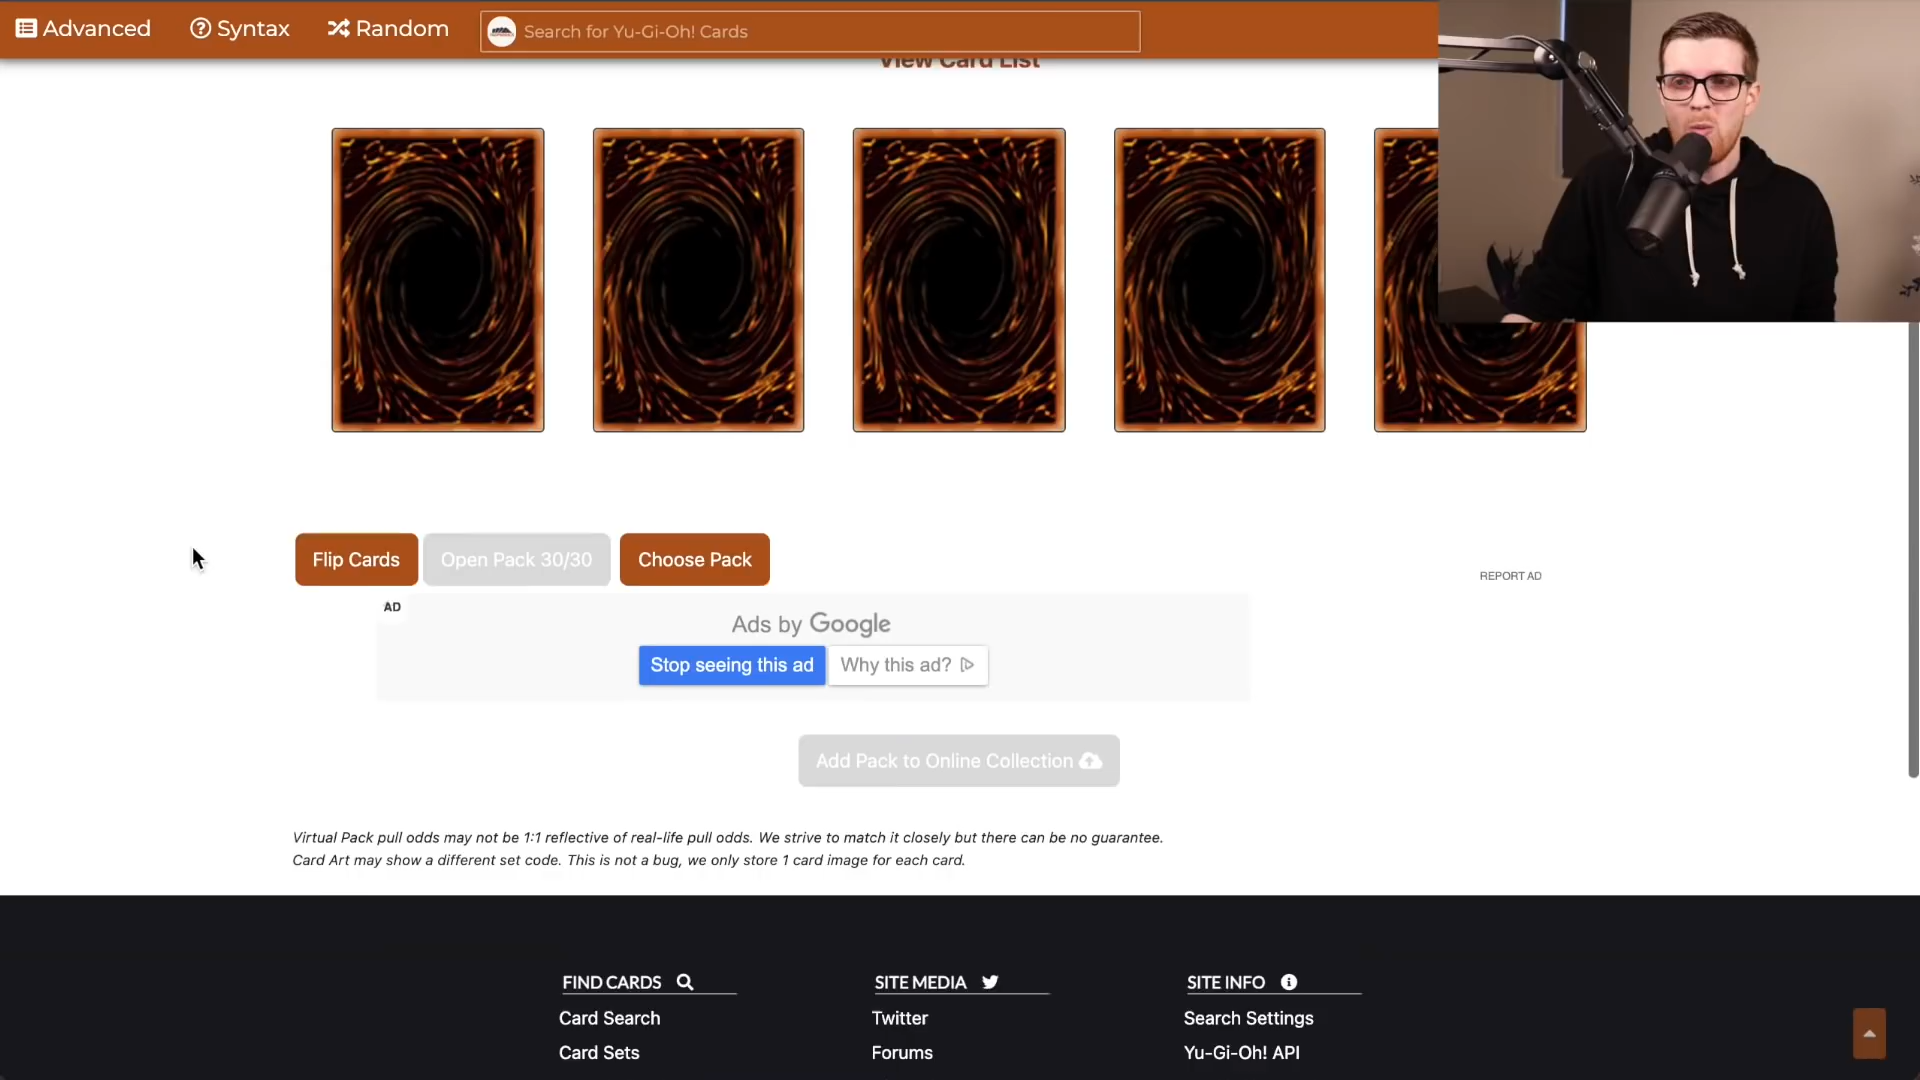 Advanced
Syntax
Random
Search for Yu-Gi-Oh! Cards
View Card List
Flip Cards
Open Pack 30/30
Choose Pack
REPORT AD
AD
Ads by Google
Stop seeing this ad
Why this ad?
Add Pack to Online Collection
Virtual Pack pull odds may not be 1:1 reflective of real-life pull odds. We strive to match it closely but there can be no guarantee.
Card Art may show a different set code. This is not a bug, we only store 1 card image for each card.
FIND CARDS
Card Search
Card Sets
SITE MEDIA
Twitter
Forums
SITE INFO
Search Settings
Yu-Gi-Oh! API